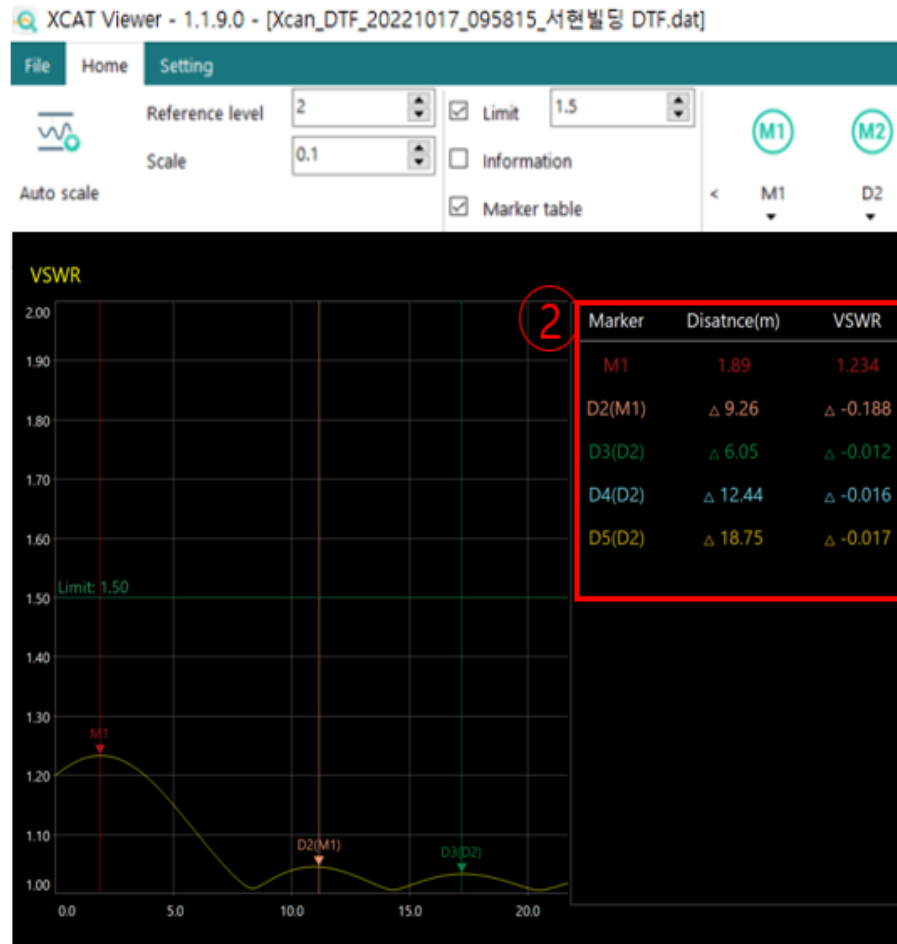 XCAT Viewer - 1.1.9.0 - [Xcan_DTF_20221017_095815_서현빌딩 DTF.dat]
File Home Setting
Reference level 2 Limit 1.5
Scale 0.1 Information
Auto scale Marker table < M1 D2
M1 M2
VSWR
2
Marker Disatnce(m) VSWR
M1 1.89 1.234
D2(M1) △ 9.26 △ -0.188
D3(D2) △ 6.05 △ -0.012
D4(D2) △ 12.44 △ -0.016
D5(D2) △ 18.75 △ -0.017
2.00
1.90
1.80
1.70
1.60
Limit: 1.50
1.50
1.40
1.30
M1
1.20
1.10
D2(M1) D3(D2)
1.00
0.0 5.0 10.0 15.0 20.0